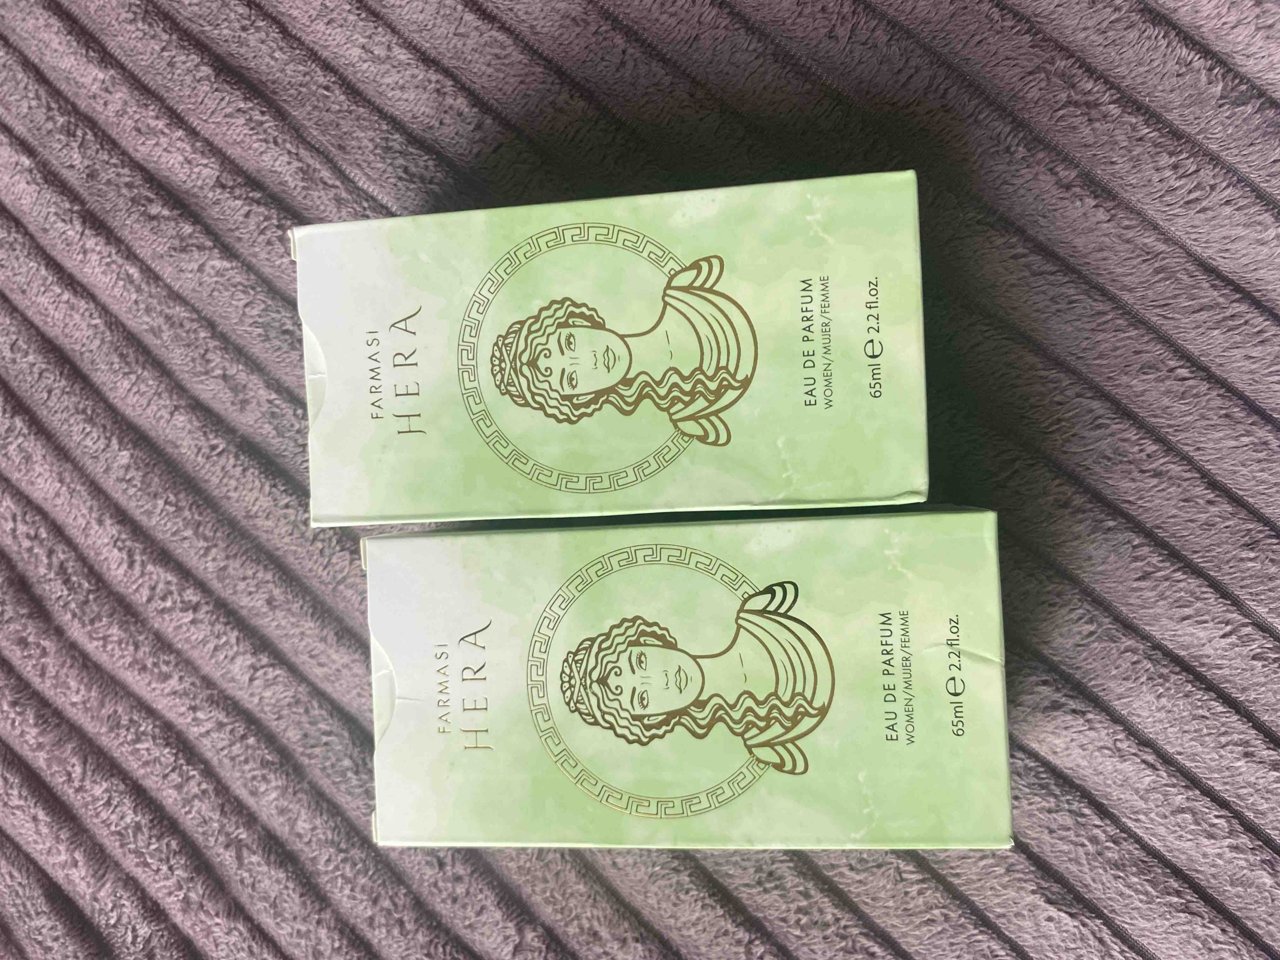 FARMASI
HERA
EAU DE PARFUM
WOMEN/MUJER/FEMME
65ml ℮ 2.2 fl.oz.
FARMASI
HERA
EAU DE PARFUM
WOMEN/MUJER/FEMME
65ml ℮ 2.2 fl.oz.